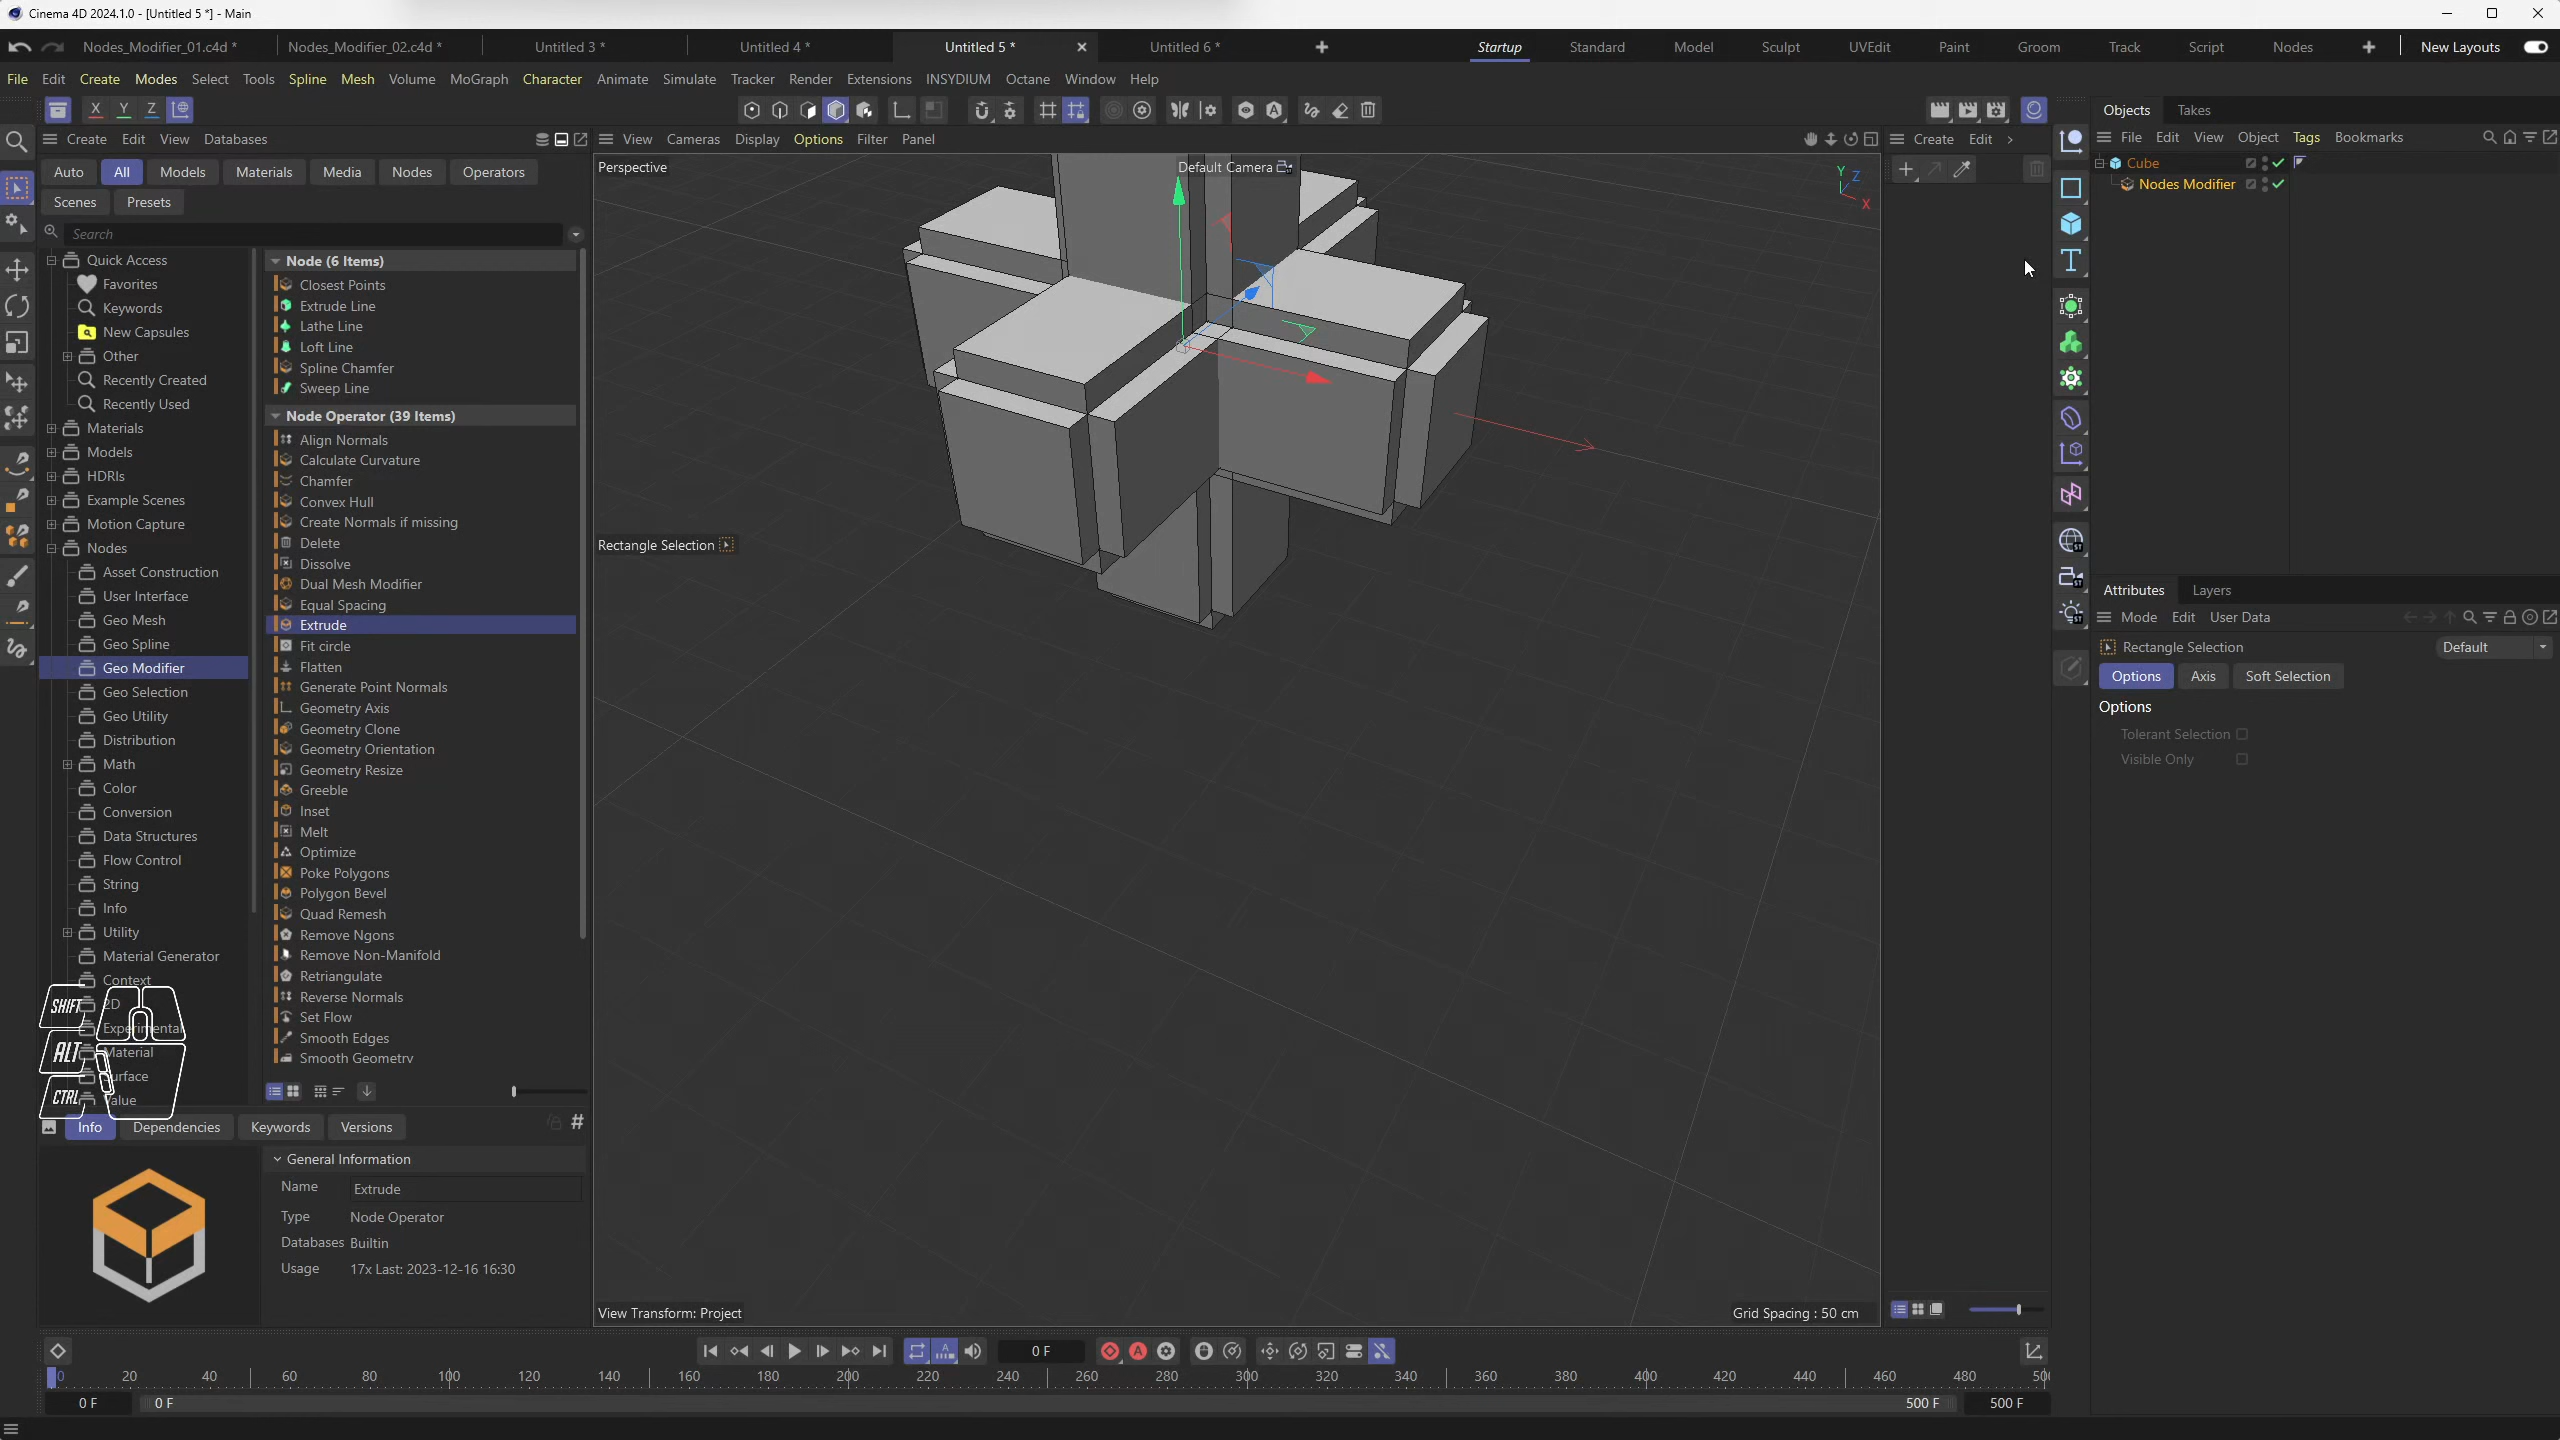 Cinema 4D 2024.1.0 - [Untitled 5 *] - Main
Nodes_Modifier_01.c4d * Nodes_Modifier_02.c4d * Untitled 3 * Untitled 4 * Untitled 5 * Untitled 6 * Startup Standard Model Sculpt UVEdit Paint Groom Track Script Nodes New Layouts
File Edit Create Modes Select Tools Spline Mesh Volume MoGraph Character Animate Simulate Tracker Render Extensions INSYDIUM Octane Window Help
X Y Z
Objects Takes
Create Edit View Databases
View Cameras Display Options Filter Panel
Create Edit
File Edit View Object Tags Bookmarks
Auto All Models Materials Media Nodes Operators
Scenes Presets
Search
Perspective
Default Camera
Y Z X
Cube
Nodes Modifier
Quick Access
Favorites
Keywords
New Capsules
Other
Recently Created
Recently Used
Materials
Models
HDRIs
Example Scenes
Motion Capture
Nodes
Asset Construction
User Interface
Geo Mesh
Geo Spline
Geo Modifier
Geo Selection
Geo Utility
Distribution
Math
Color
Conversion
Data Structures
Flow Control
String
Info
Utility
Material Generator
Context
2D
Experimental
Material
Surface
Value
SHIFT
ALT
CTRL
Node (6 Items)
Closest Points
Extrude Line
Lathe Line
Loft Line
Spline Chamfer
Sweep Line
Node Operator (39 Items)
Align Normals
Calculate Curvature
Chamfer
Convex Hull
Create Normals if missing
Delete
Dissolve
Dual Mesh Modifier
Equal Spacing
Extrude
Fit circle
Flatten
Generate Point Normals
Geometry Axis
Geometry Clone
Geometry Orientation
Geometry Resize
Greeble
Inset
Melt
Optimize
Poke Polygons
Polygon Bevel
Quad Remesh
Remove Ngons
Remove Non-Manifold
Retriangulate
Reverse Normals
Set Flow
Smooth Edges
Smooth Geometry
Rectangle Selection
Attributes Layers
Mode Edit User Data
Rectangle Selection Default
Options Axis Soft Selection
Options
Tolerant Selection
Visible Only
Info Dependencies Keywords Versions
General Information
Name Extrude
Type Node Operator
Databases Builtin
Usage 17x Last: 2023-12-16 16:30
View Transform: Project
Grid Spacing : 50 cm
0 F
0 20 40 60 80 100 120 140 160 180 200 220 240 260 280 300 320 340 360 380 400 420 440 460 480 500
0 F 0 F 500 F 500 F